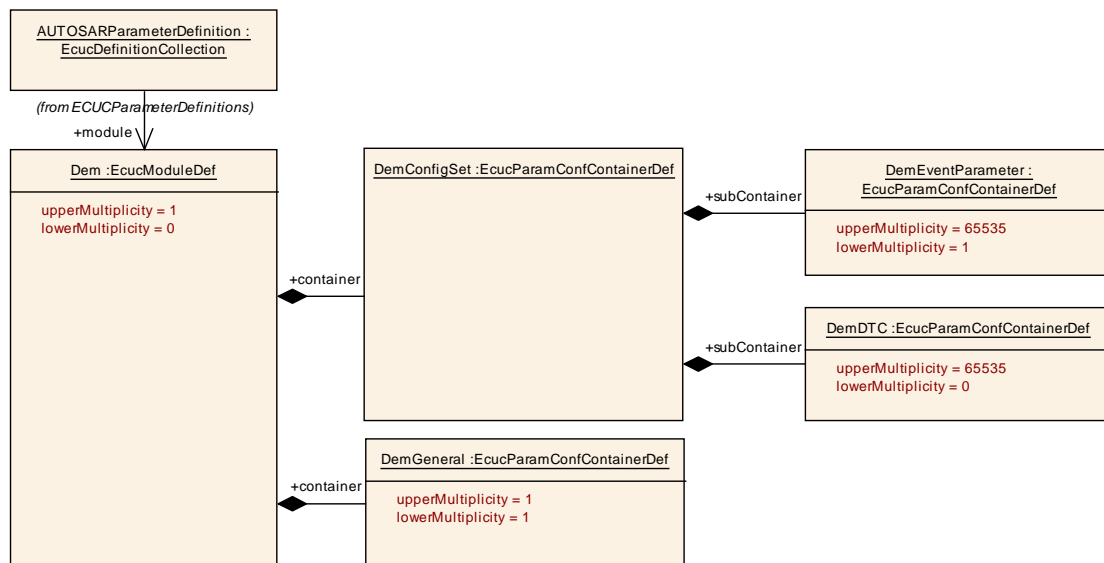 AUTOSARParameterDefinition :
EcucDefinitionCollection
(from ECUCParameterDefinitions)
+module
Dem :EcucModuleDef
upperMultiplicity = 1
lowerMultiplicity = 0
+container
DemConfigSet :EcucParamConfContainerDef
+subContainer
DemEventParameter :
EcucParamConfContainerDef
upperMultiplicity = 65535
lowerMultiplicity = 1
+subContainer
DemDTC :EcucParamConfContainerDef
upperMultiplicity = 65535
lowerMultiplicity = 0
+container
DemGeneral :EcucParamConfContainerDef
upperMultiplicity = 1
lowerMultiplicity = 1